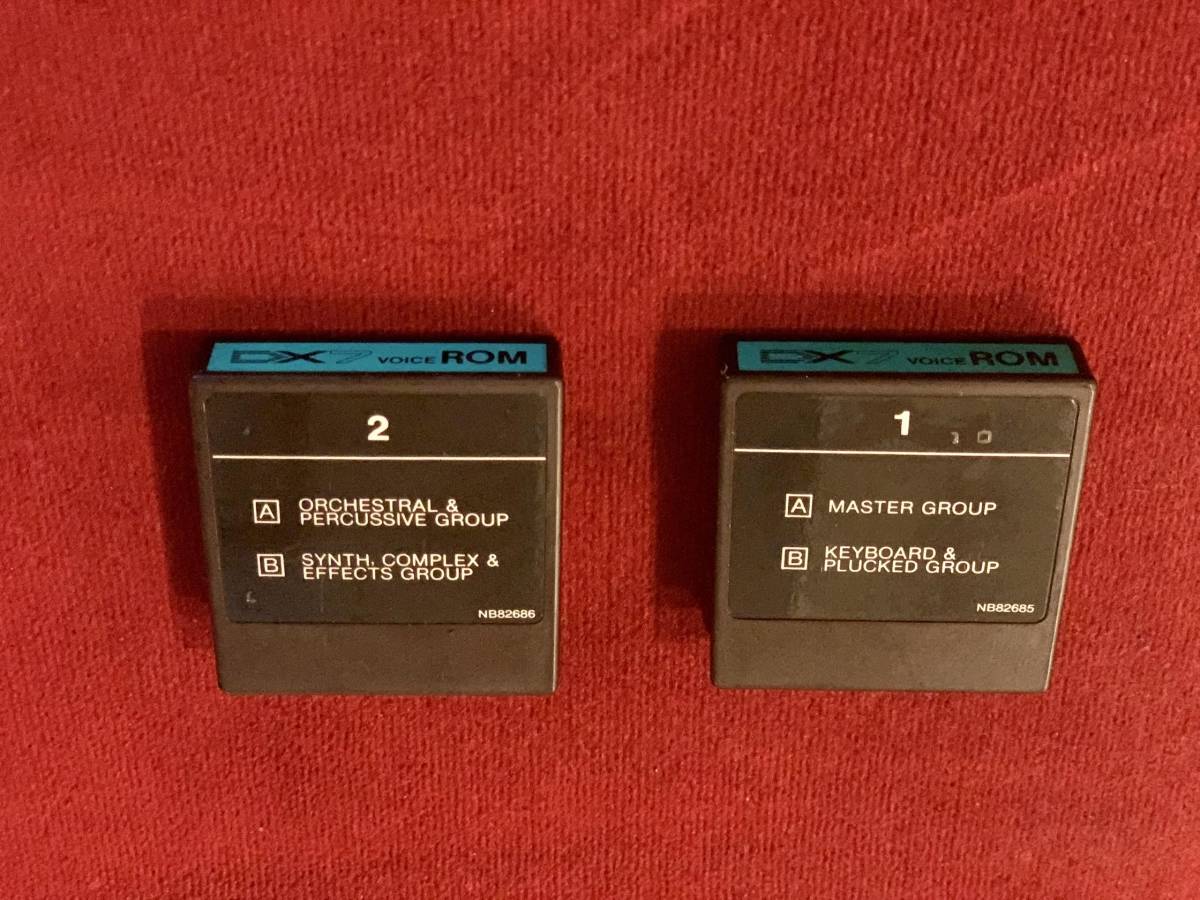 DX7 VOICE ROM
2
A ORCHESTRAL &
PERCUSSIVE GROUP
B SYNTH, COMPLEX &
EFFECTS GROUP
NB82686
DX7 VOICE ROM
1
A MASTER GROUP
B KEYBOARD &
PLUCKED GROUP
NB82685